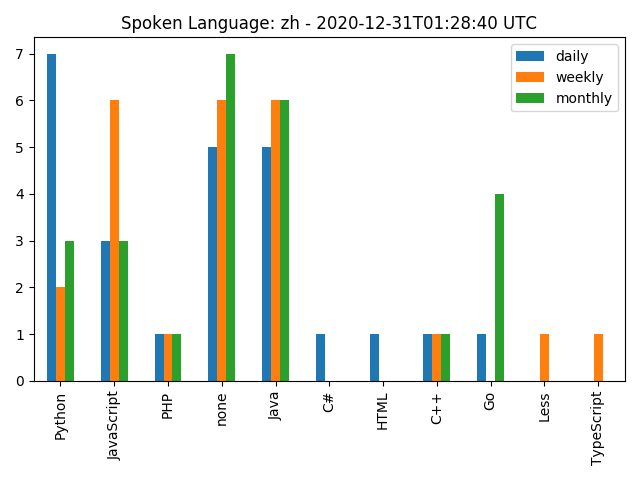 Spoken Language: zh - 2020-12-31T01:28:40 UTC
daily
weekly
monthly
7
6
5
4
3
2
1
0
Python
JavaScript
PHP
none
Java
C#
HTML
C++
Go
Less
TypeScript